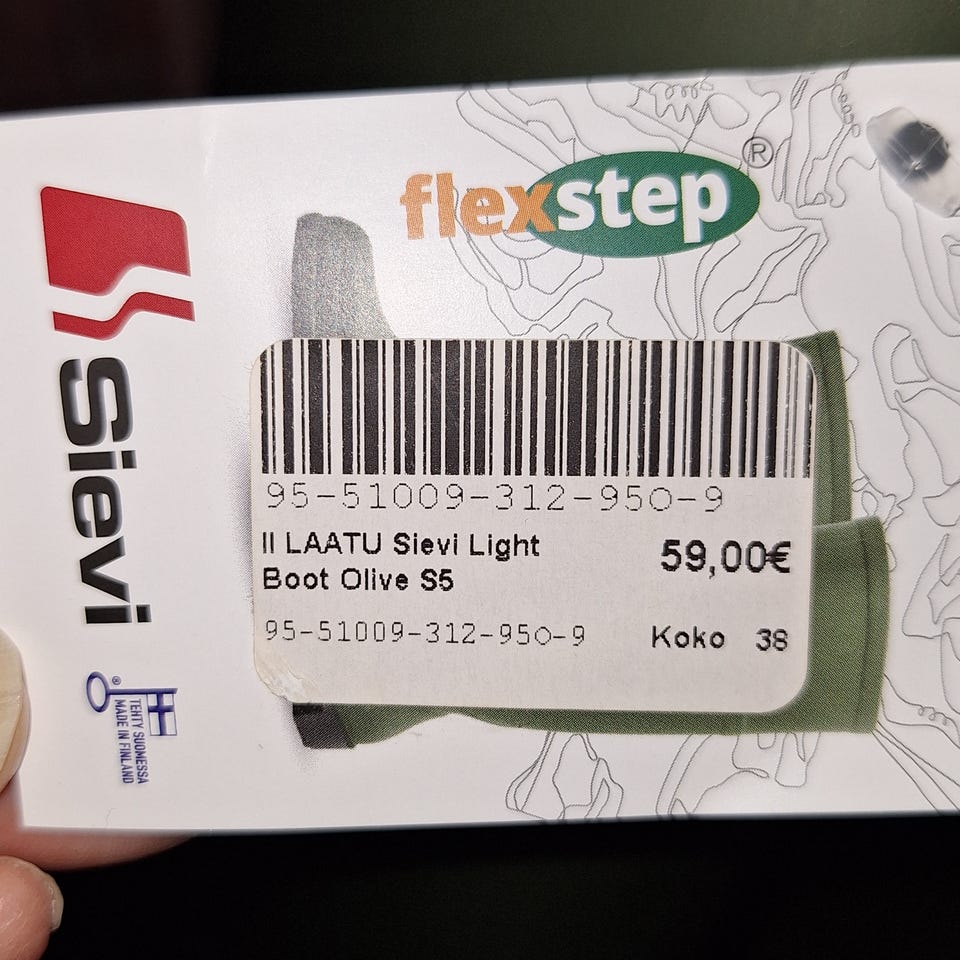 flexstep®
Sievi
®
TEHTY SUOMESSA
MADE IN FINLAND
95-51009-312-950-9
II LAATU Sievi Light
Boot Olive S5
59,00€
95-51009-312-950-9
Koko 38